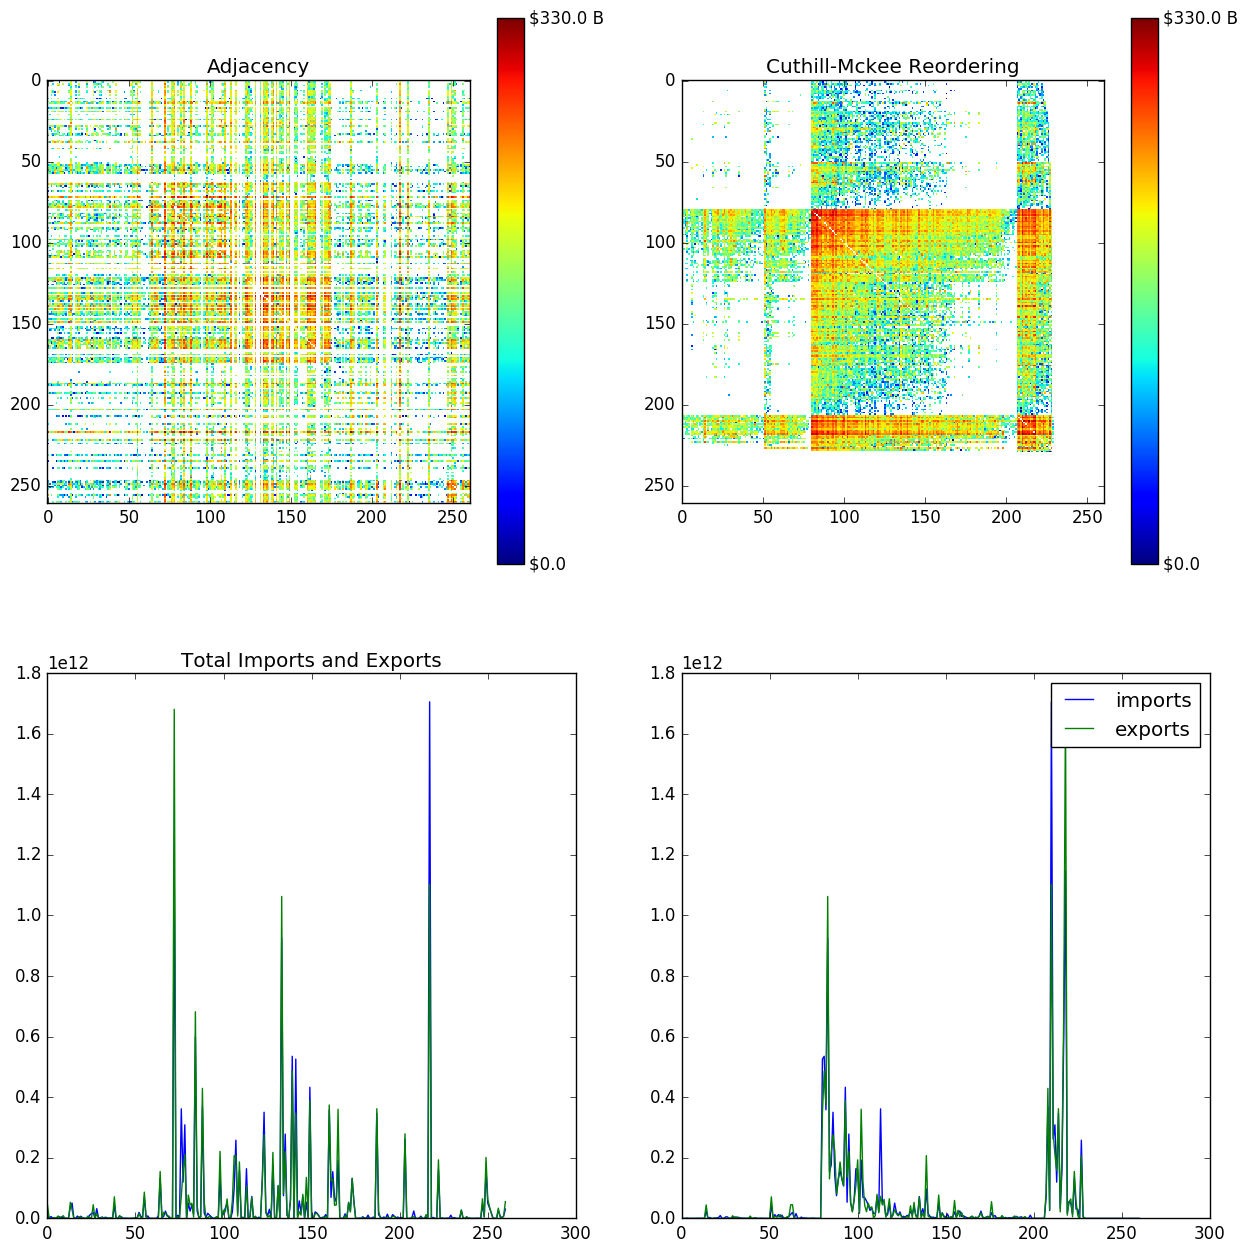 $330.0 B
$330.0 B
Adjacency
Cuthill-Mckee Reordering
0
50
100
150
200
250
0 50 100 150 200 250
$0.0
0
50
100
150
200
250
0 50 100 150 200 250
$0.0
1e12
Total Imports and Exports
1.8
1.6
1.4
1.2
1.0
0.8
0.6
0.4
0.2
0.0
0 50 100 150 200 250 300
1e12
1.8
1.6
1.4
1.2
1.0
0.8
0.6
0.4
0.2
0.0
0 50 100 150 200 250 300
imports
exports